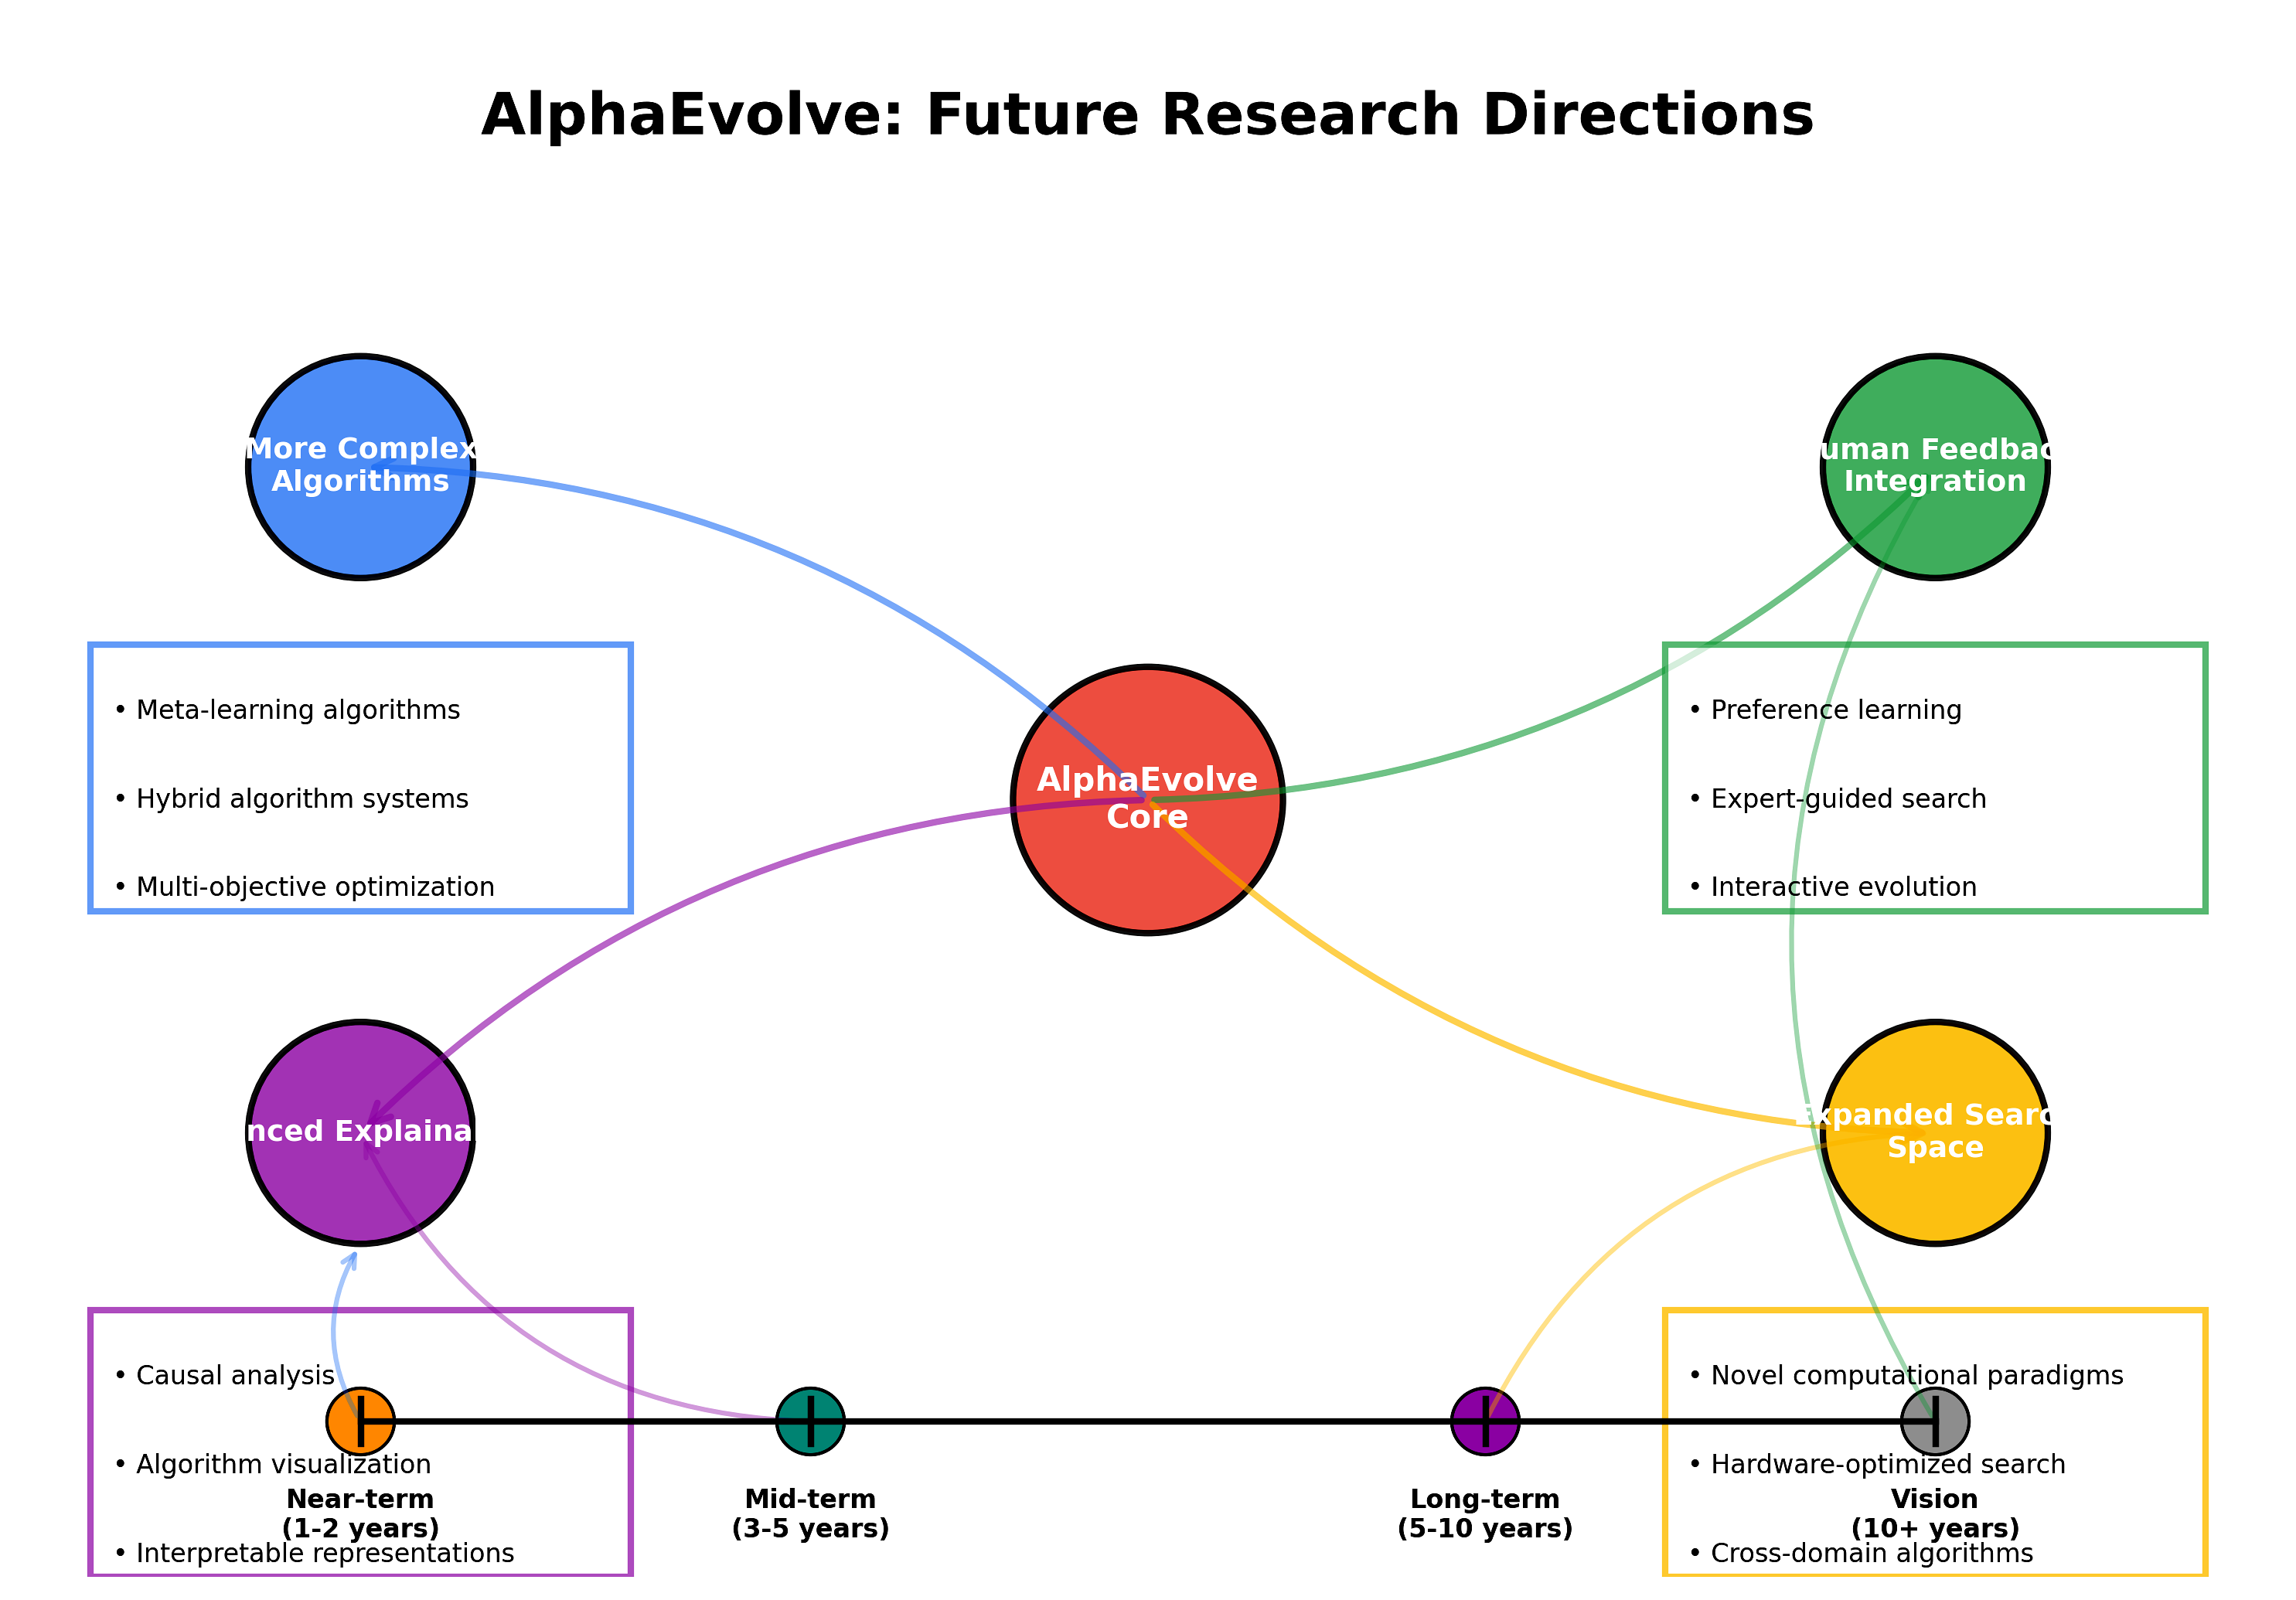 AlphaEvolve: Future Research Directions
More Complex
Algorithms
uman Feedbac
Integration
• Meta-learning algorithms
• Hybrid algorithm systems
• Multi-objective optimization
AlphaEvolve
Core
• Preference learning
• Expert-guided search
• Interactive evolution
nced Explaina
Expanded Searc
Space
• Causal analysis
• Algorithm visualization
• Interpretable representations
• Novel computational paradigms
• Hardware-optimized search
• Cross-domain algorithms
Near-term
(1-2 years)
Mid-term
(3-5 years)
Long-term
(5-10 years)
Vision
(10+ years)